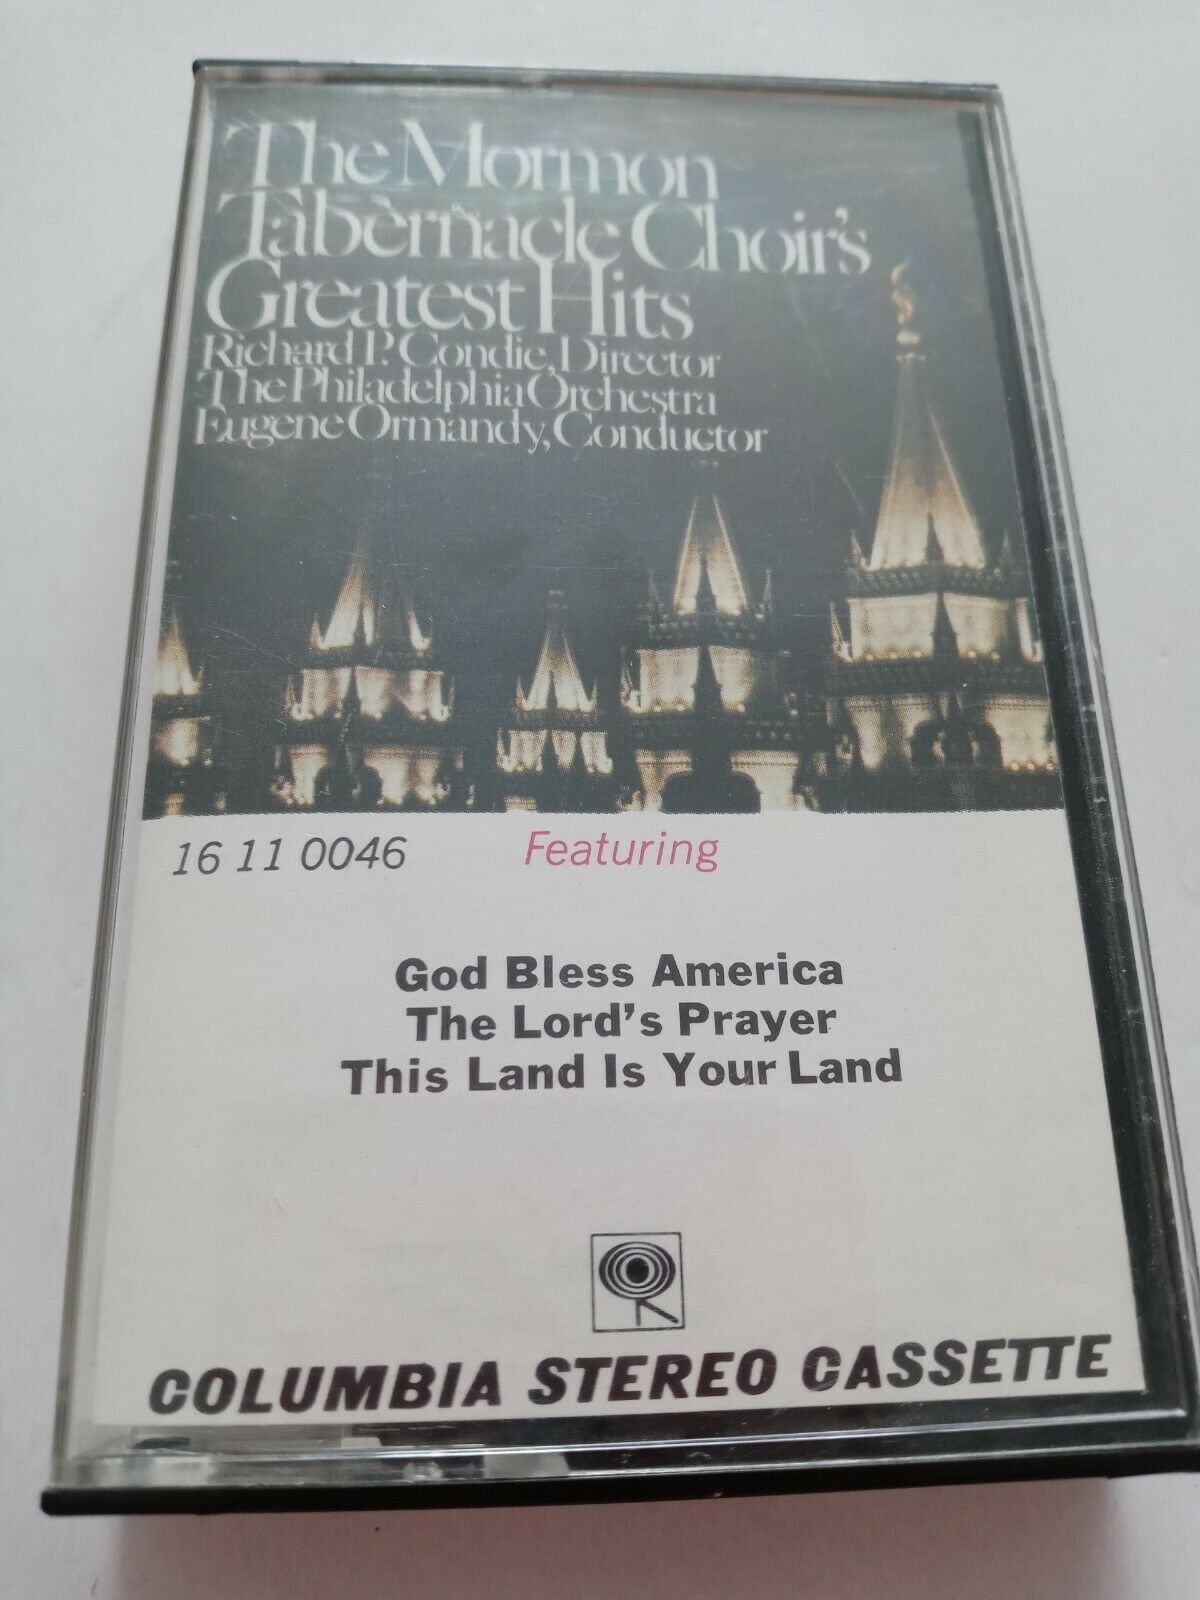 The Mormon
Tabernacle Choir's
Greatest Hits
Richard P. Condie, Director
The Philadelphia Orchestra
Eugene Ormandy, Conductor
16 11 0046 Featuring
God Bless America
The Lord's Prayer
This Land Is Your Land
COLUMBIA STEREO CASSETTE